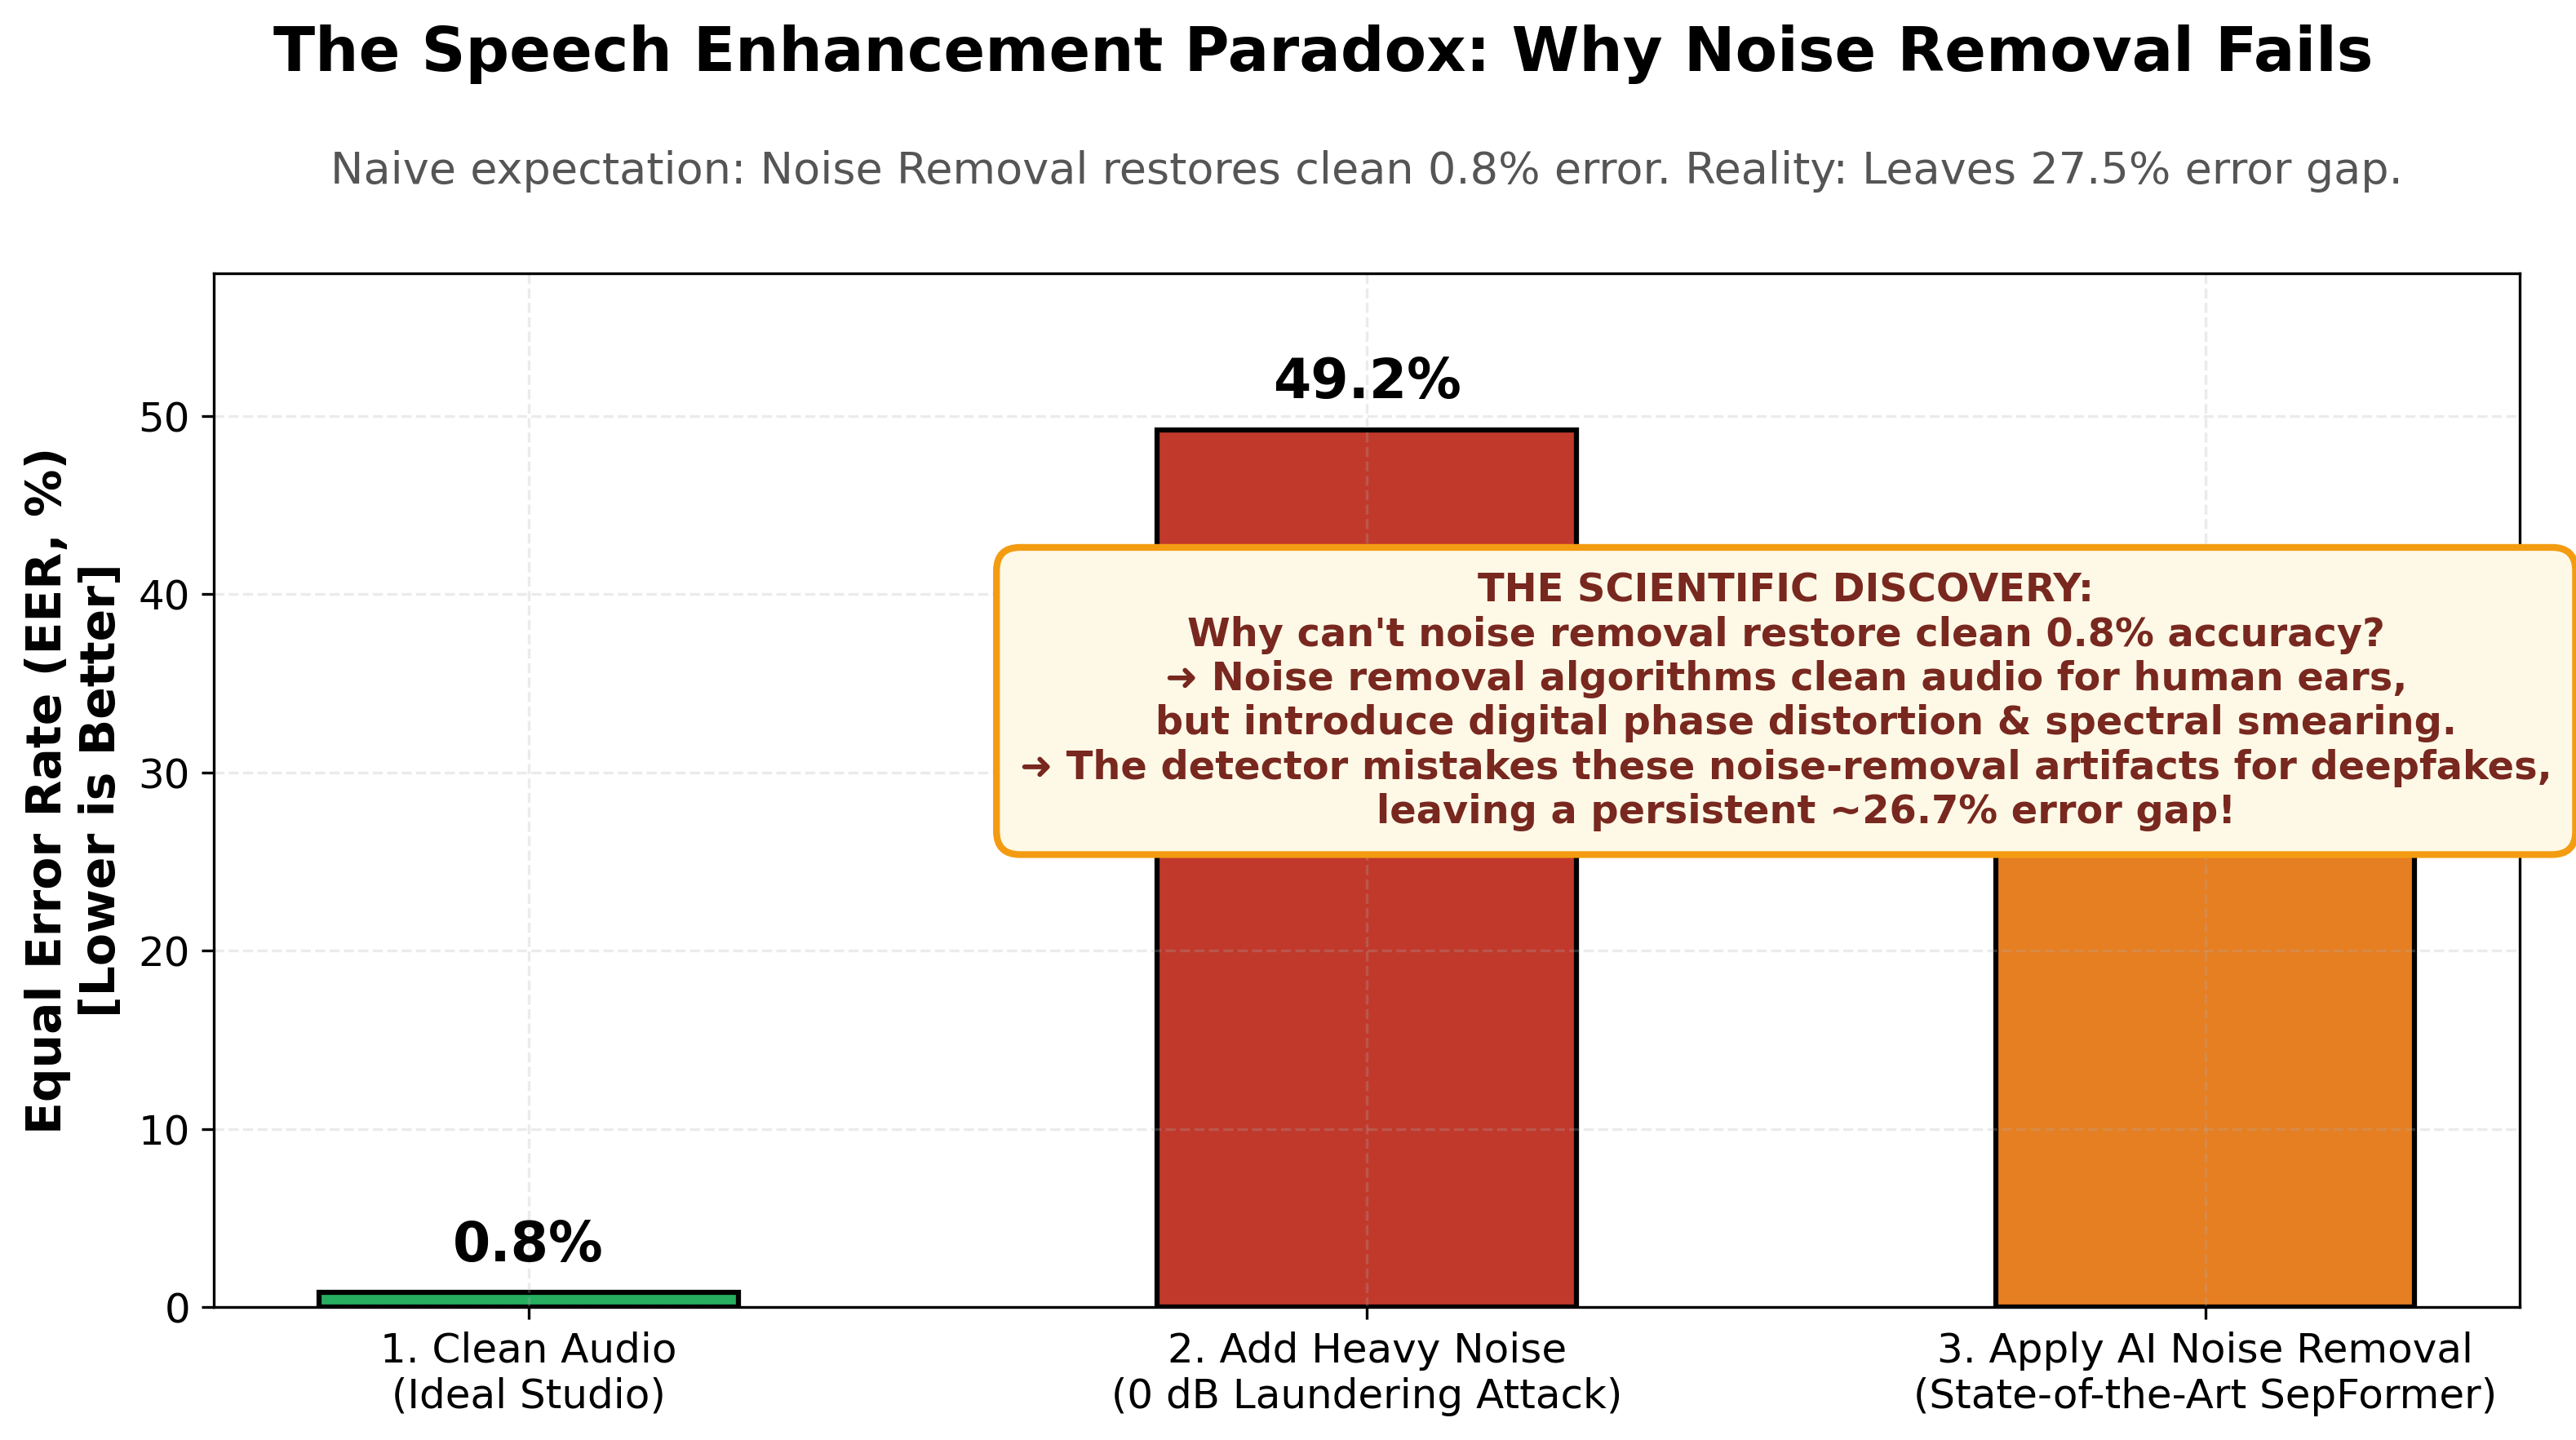 The Speech Enhancement Paradox: Why Noise Removal Fails
Naive expectation: Noise Removal restores clean 0.8% error. Reality: Leaves 27.5% error gap.
Equal Error Rate (EER, %)
[Lower is Better]
50
40
30
20
10
0
0.8%
49.2%
THE SCIENTIFIC DISCOVERY:
Why can't noise removal restore clean 0.8% accuracy?
➜ Noise removal algorithms clean audio for human ears,
but introduce digital phase distortion & spectral smearing.
➜ The detector mistakes these noise-removal artifacts for deepfakes,
leaving a persistent ~26.7% error gap!
1. Clean Audio
(Ideal Studio)
2. Add Heavy Noise
(0 dB Laundering Attack)
3. Apply AI Noise Removal
(State-of-the-Art SepFormer)